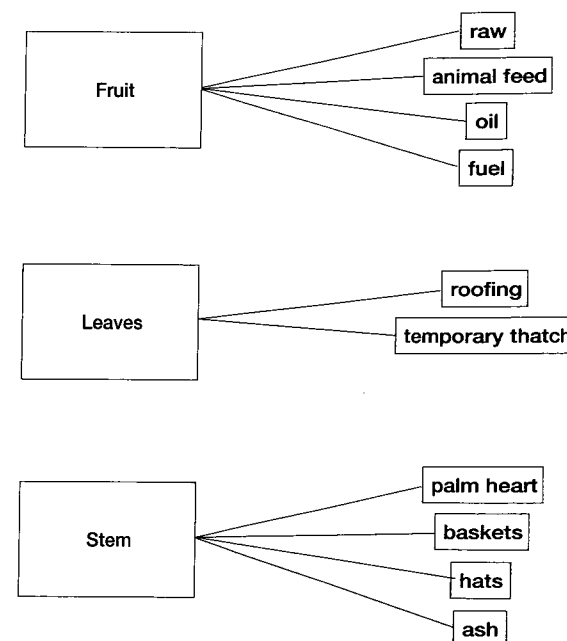 Fruit
raw
animal feed
oil
fuel
Leaves
roofing
temporary thatch
Stem
palm heart
baskets
hats
ash